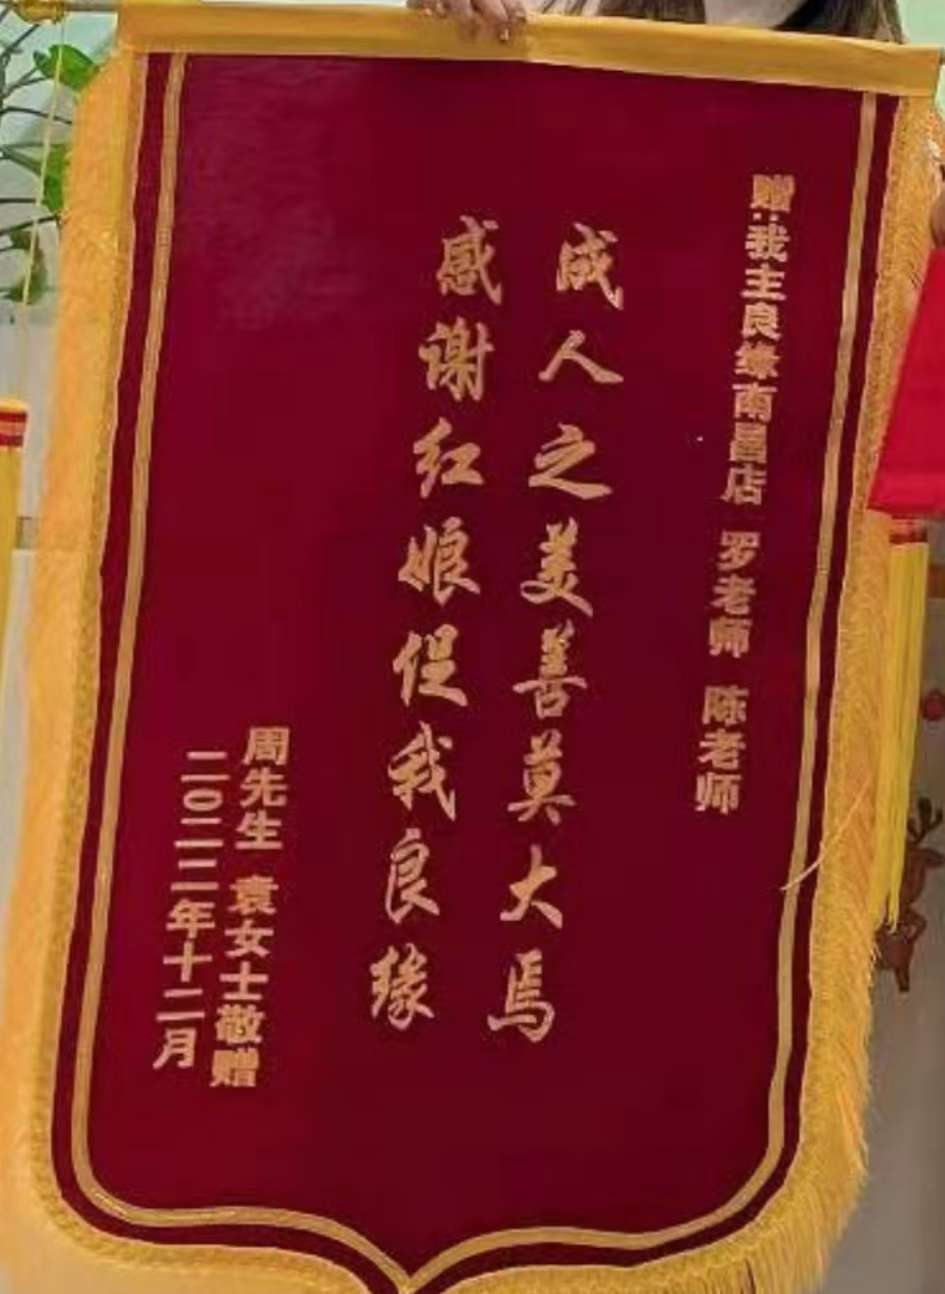 赠:我主良缘南昌店 罗老师 陈老师
成人之美善莫大焉
感谢红娘促我良缘
周先生 袁女士敬赠
二〇二二年十二月